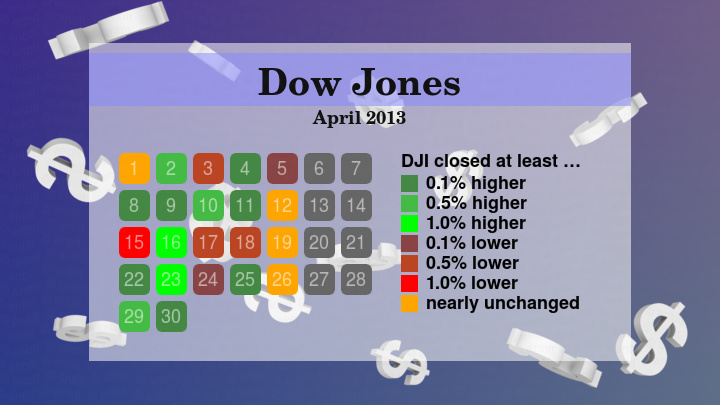 Dow Jones
April 2013
1 2 3 4 5 6 7
8 9 10 11 12 13 14
15 16 17 18 19 20 21
22 23 24 25 26 27 28
29 30
DJI closed at least …
0.1% higher
0.5% higher
1.0% higher
0.1% lower
0.5% lower
1.0% lower
nearly unchanged